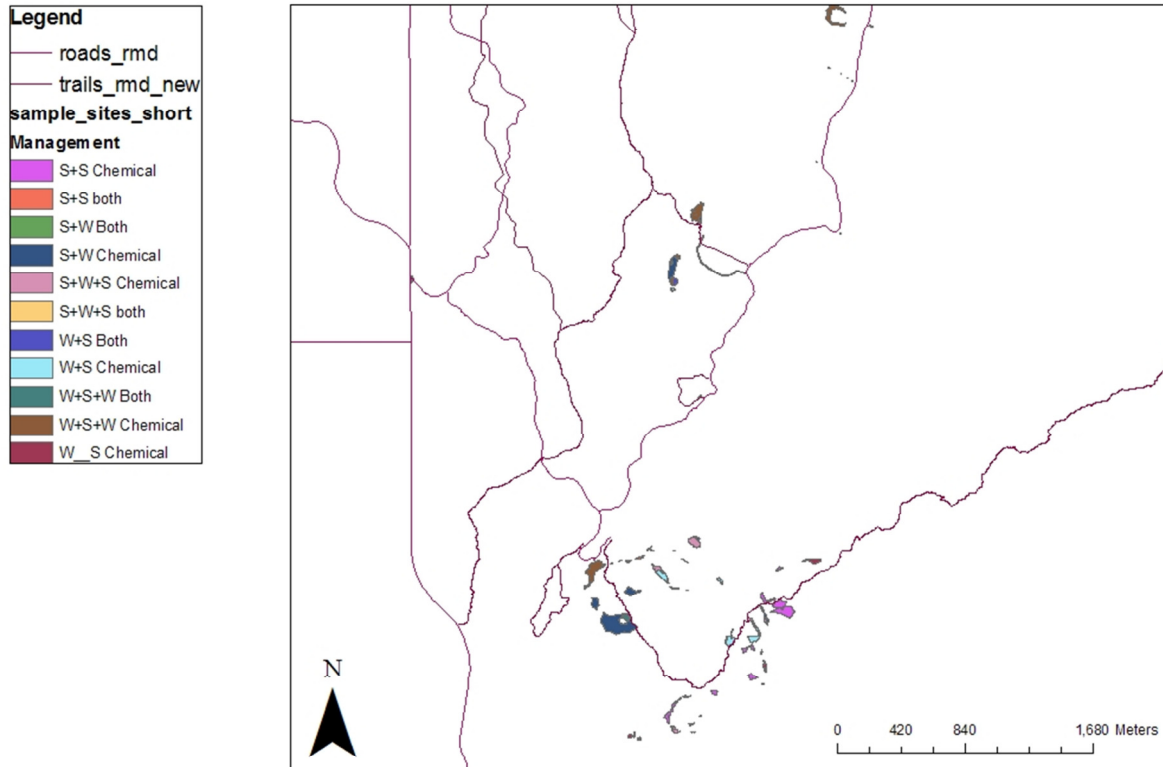 Legend
roads_rmd
trails_rmd_new
sample_sites_short
Management
S+S Chemical
S+S both
S+W Both
S+W Chemical
S+W+S Chemical
S+W+S both
W+S Both
W+S Chemical
W+S+W Both
W+S+W Chemical
W__S Chemical
N
0 420 840 1,680 Meters